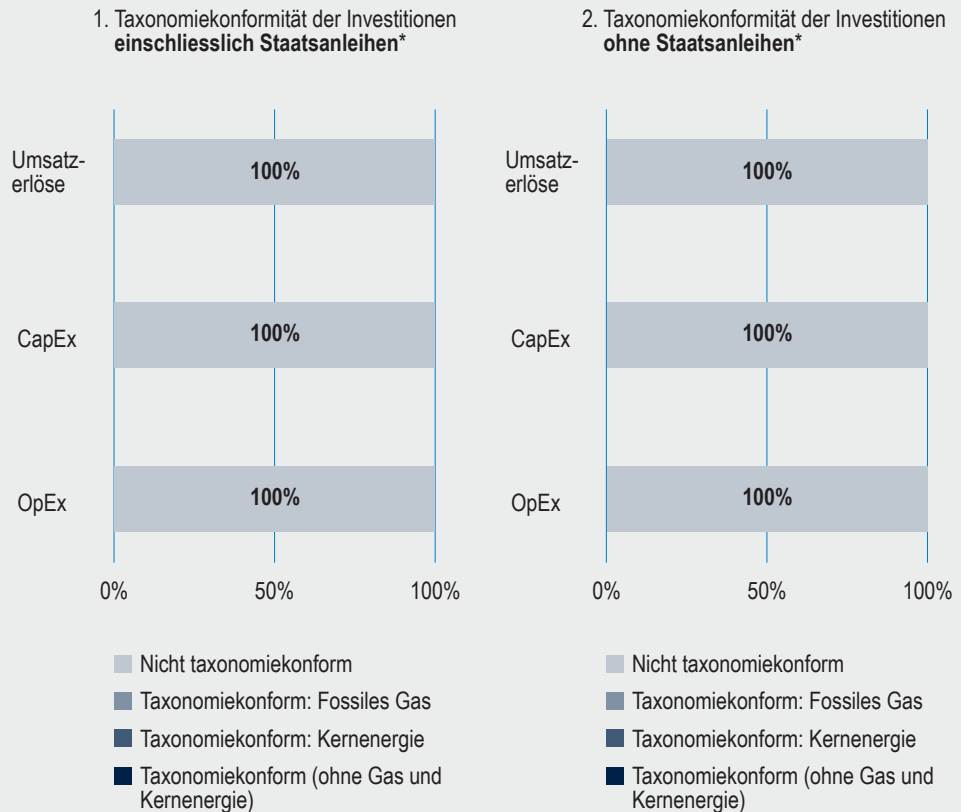 1. Taxonomiekonformität der Investitionen
einschliesslich Staatsanleihen*
Umsatz-
erlöse
100%
CapEx
100%
OpEx
100%
0%
50%
100%
Nicht taxonomiekonform
Taxonomiekonform: Fossiles Gas
Taxonomiekonform: Kernenergie
Taxonomiekonform (ohne Gas und
Kernenergie)
2. Taxonomiekonformität der Investitionen
ohne Staatsanleihen*
Umsatz-
erlöse
100%
CapEx
100%
OpEx
100%
0%
50%
100%
Nicht taxonomiekonform
Taxonomiekonform: Fossiles Gas
Taxonomiekonform: Kernenergie
Taxonomiekonform (ohne Gas und
Kernenergie)